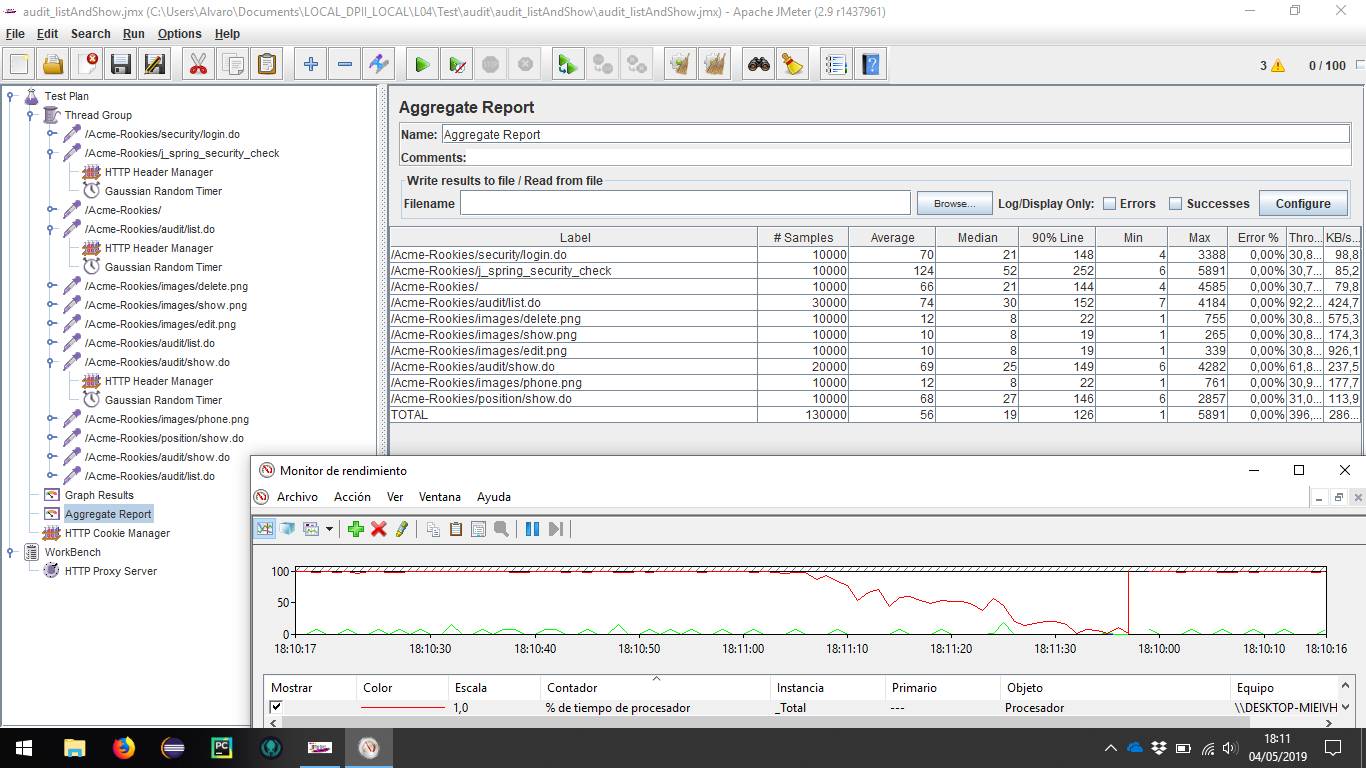 audit_listAndShow.jmx (C:\Users\Alvaro\Documents\LOCAL_DPII_LOCAL\L04\Test\audit\audit_listAndShow\audit_listAndShow.jmx) - Apache JMeter (2.9 r1437961)
File Edit Search Run Options Help
3 0 / 100
Test Plan
Thread Group
/Acme-Rookies/security/login.do
/Acme-Rookies/j_spring_security_check
HTTP Header Manager
Gaussian Random Timer
/Acme-Rookies/
/Acme-Rookies/audit/list.do
HTTP Header Manager
Gaussian Random Timer
/Acme-Rookies/images/delete.png
/Acme-Rookies/images/show.png
/Acme-Rookies/images/edit.png
/Acme-Rookies/audit/list.do
/Acme-Rookies/audit/show.do
HTTP Header Manager
Gaussian Random Timer
/Acme-Rookies/images/phone.png
/Acme-Rookies/position/show.do
/Acme-Rookies/audit/show.do
/Acme-Rookies/audit/list.do
Graph Results
Aggregate Report
HTTP Cookie Manager
WorkBench
HTTP Proxy Server
Aggregate Report
Name: Aggregate Report
Comments:
Write results to file / Read from file
Filename Browse... Log/Display Only: Errors Successes Configure
Label # Samples Average Median 90% Line Min Max Error % Thro... KB/s...
/Acme-Rookies/security/login.do 10000 70 21 148 4 3388 0,00% 30,8... 98,8
/Acme-Rookies/j_spring_security_check 10000 124 52 252 6 5891 0,00% 30,7... 85,2
/Acme-Rookies/ 10000 66 21 144 4 4585 0,00% 30,7... 79,8
/Acme-Rookies/audit/list.do 30000 74 30 152 7 4184 0,00% 92,2... 424,7
/Acme-Rookies/images/delete.png 10000 12 8 22 1 755 0,00% 30,8... 575,3
/Acme-Rookies/images/show.png 10000 10 8 19 1 265 0,00% 30,8... 174,3
/Acme-Rookies/images/edit.png 10000 10 8 19 1 339 0,00% 30,8... 926,1
/Acme-Rookies/audit/show.do 20000 69 25 149 6 4282 0,00% 61,8... 237,5
/Acme-Rookies/images/phone.png 10000 12 8 22 1 761 0,00% 30,9... 177,7
/Acme-Rookies/position/show.do 10000 68 27 146 6 2857 0,00% 31,0... 113,9
TOTAL 130000 56 19 126 1 5891 0,00% 396,... 286...
Monitor de rendimiento
Archivo Acción Ver Ventana Ayuda
100
50
0
18:10:17 18:10:30 18:10:40 18:10:50 18:11:00 18:11:10 18:11:20 18:11:30 18:10:00 18:10:10 18:10:16
Mostrar Color Escala Contador Instancia Primario Objeto Equipo
1,0 % de tiempo de procesador _Total --- Procesador \\DESKTOP-MIEIVH
18:11
04/05/2019